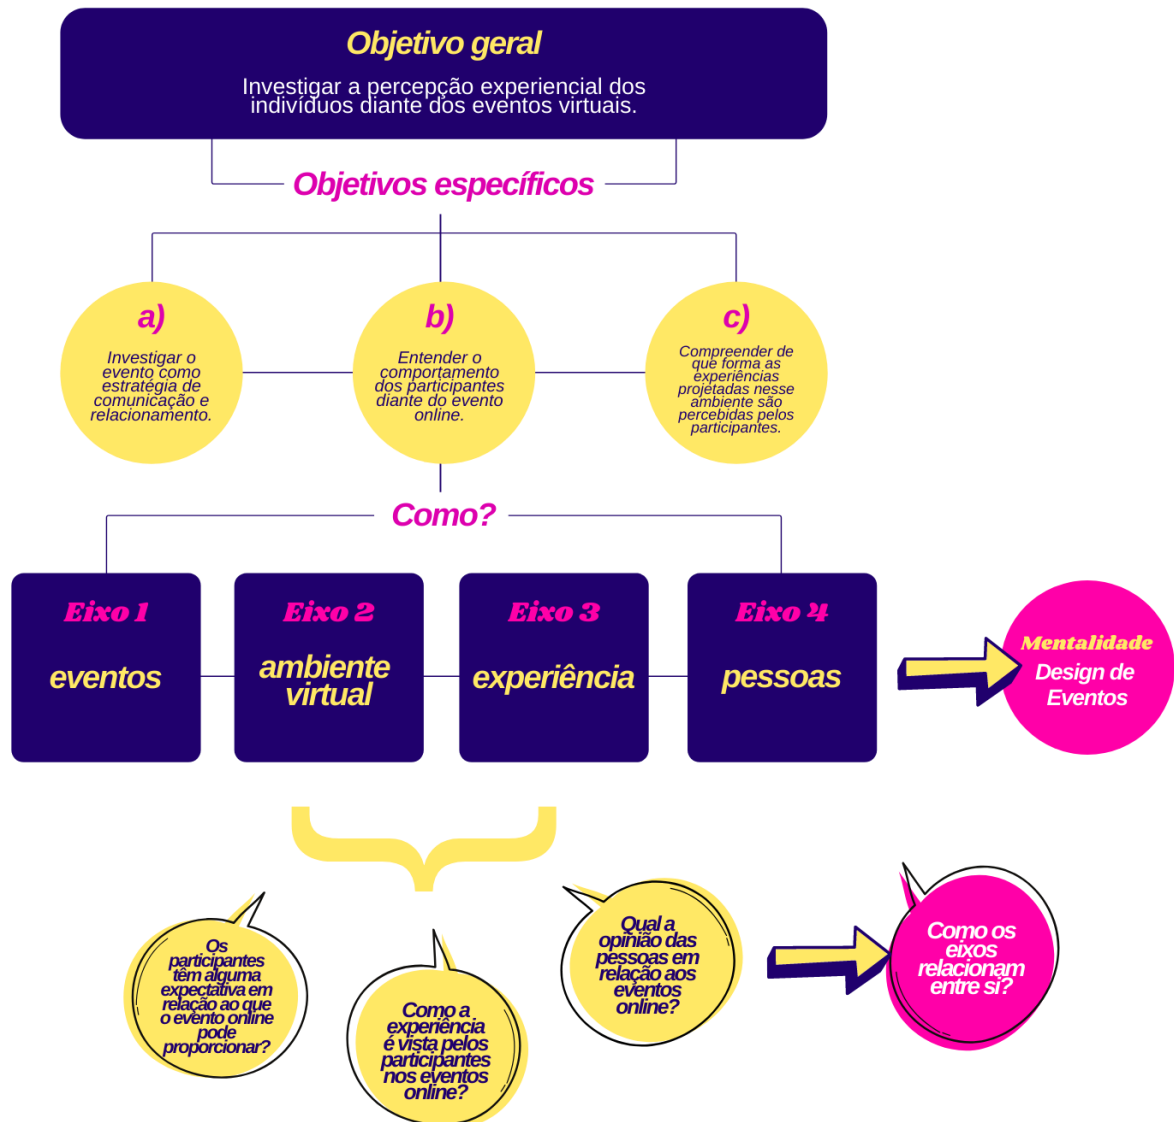 Objetivo geral
Investigar a percepção experiencial dos
indivíduos diante dos eventos virtuais.
Objetivos específicos
a)
Investigar o
evento como
estratégia de
comunicação e
relacionamento.
b)
Entender o
comportamento
dos participantes
diante do evento
online.
c)
Compreender de
que forma as
experiências
projetadas nesse
ambiente são
percebidas pelos
participantes.
Como?
Eixo 1
eventos
Eixo 2
ambiente
virtual
Eixo 3
experiência
Eixo 4
pessoas
Mentalidade
Design de
Eventos
Os
participantes
têm alguma
expectativa em
relação ao que
o evento online
pode
proporcionar?
Como a
experiência
é vista pelos
participantes
nos eventos
online?
Qual a
opinião das
pessoas em
relação aos
eventos
online?
Como os
eixos
relacionam
entre si?